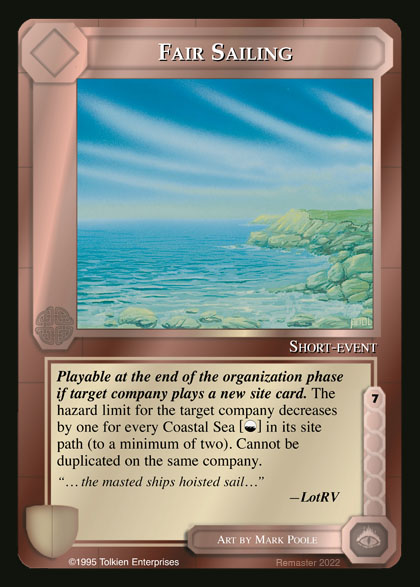 FAIR SAILING
SHORT-EVENT
Playable at the end of the organization phase
if target company plays a new site card. The
hazard limit for the target company decreases
by one for every Coastal Sea [] in its site
path (to a minimum of two). Cannot be
duplicated on the same company.
“… the masted ships hoisted sail…”
–LotRV
7
ART BY MARK POOLE
©1995 Tolkien Enterprises
Remaster 2022